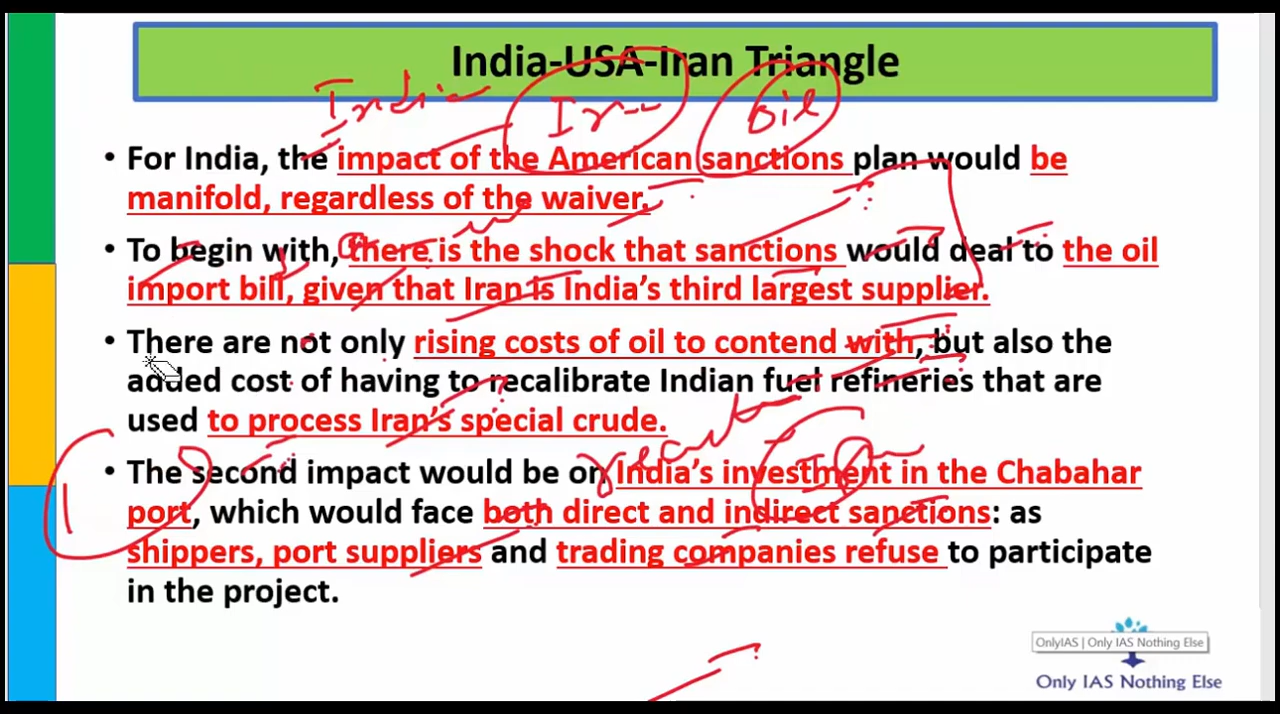 India-USA-Iran Triangle
India Iran Oil
• For India, the impact of the American sanctions plan would be
manifold, regardless of the waiver.
• To begin with, there is the shock that sanctions would deal to the oil
import bill, given that Iran is India's third largest supplier.
• There are not only rising costs of oil to contend with, but also the
added cost of having to recalibrate Indian fuel refineries that are
used to process Iran's special crude.
• The second impact would be on India's investment in the Chabahar
port, which would face both direct and indirect sanctions: as
shippers, port suppliers and trading companies refuse to participate
in the project.
OnlyIAS | Only IAS Nothing Else
Only IAS Nothing Else